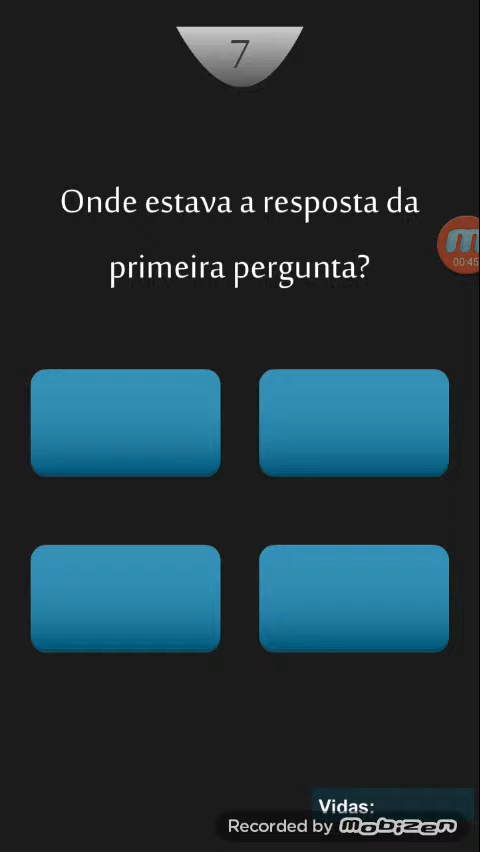 7
Onde estava a resposta da
primeira pergunta?
m
00:45
Vidas:
Recorded by mobizen